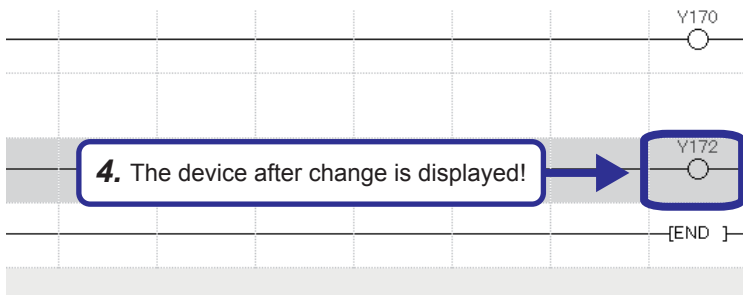 Y170
Y172
4. The device after change is displayed!
[END ]